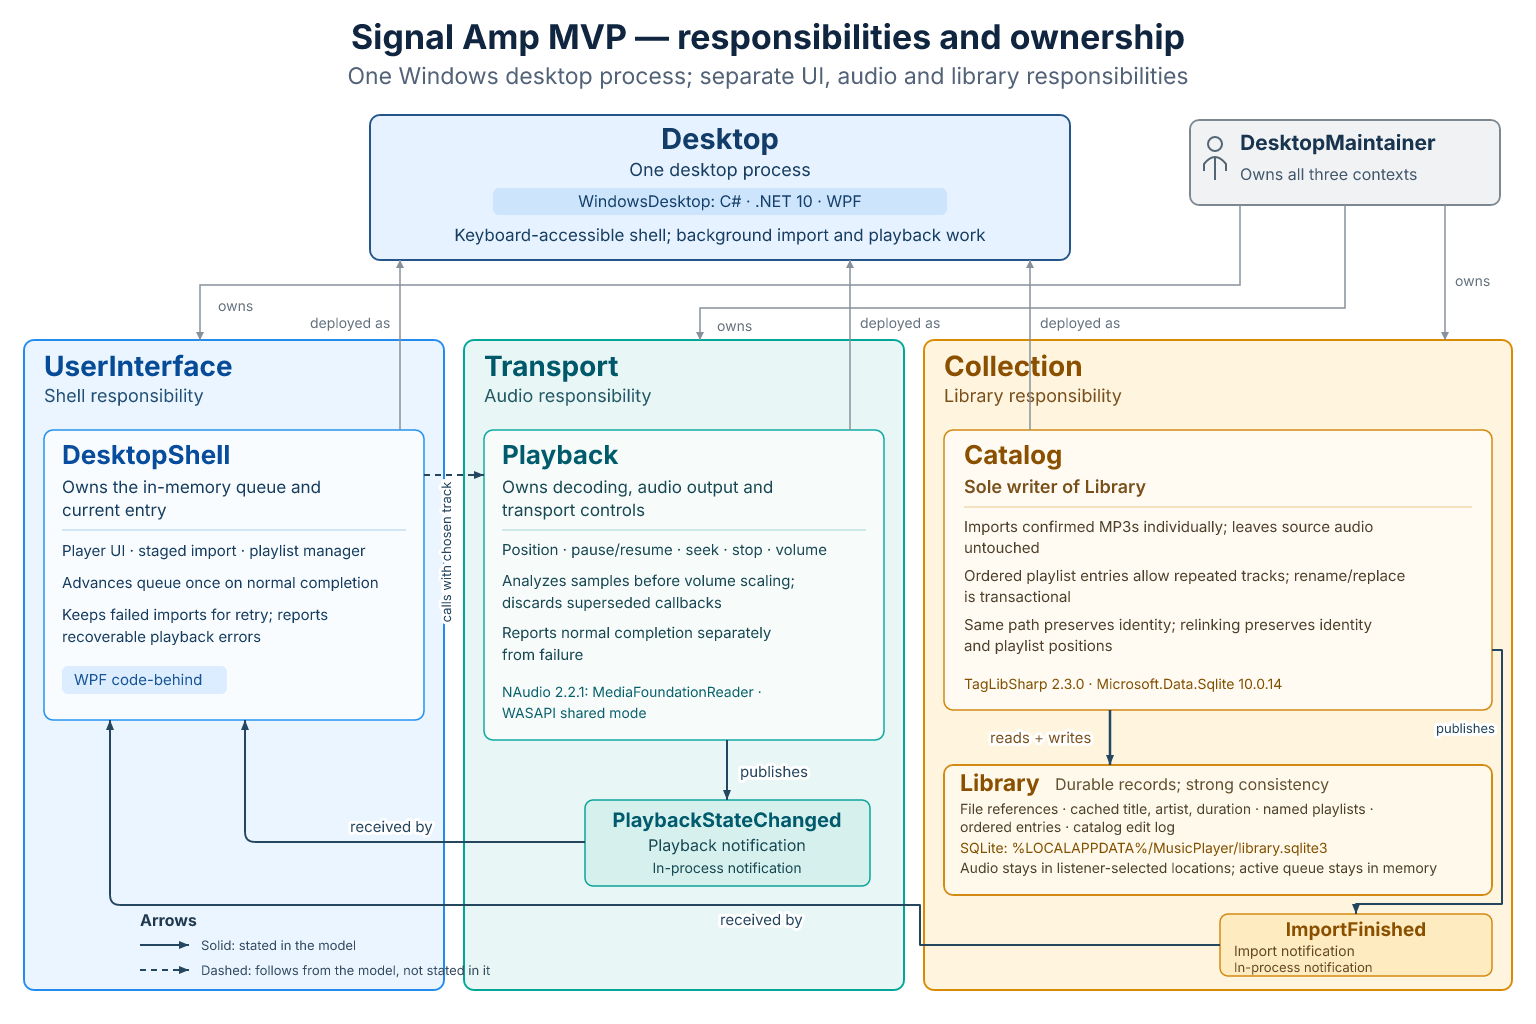 Signal Amp MVP — responsibilities and ownership
One Windows desktop process; separate UI, audio and library responsibilities
Desktop
One desktop process
WindowsDesktop: C# · .NET 10 · WPF
Keyboard-accessible shell; background import and playback work
DesktopMaintainer
Owns all three contexts
owns
deployed as
owns
deployed as
deployed as
owns
UserInterface
Shell responsibility
DesktopShell
Owns the in-memory queue and
current entry
Player UI · staged import · playlist manager
Advances queue once on normal completion
Keeps failed imports for retry; reports
recoverable playback errors
WPF code-behind
calls with chosen track
Transport
Audio responsibility
Playback
Owns decoding, audio output and
transport controls
Position · pause/resume · seek · stop · volume
Analyzes samples before volume scaling;
discards superseded callbacks
Reports normal completion separately
from failure
NAudio 2.2.1: MediaFoundationReader ·
WASAPI shared mode
publishes
PlaybackStateChanged
Playback notification
In-process notification
received by
Collection
Library responsibility
Catalog
Sole writer of Library
Imports confirmed MP3s individually; leaves source audio
untouched
Ordered playlist entries allow repeated tracks; rename/replace
is transactional
Same path preserves identity; relinking preserves identity
and playlist positions
TagLibSharp 2.3.0 · Microsoft.Data.Sqlite 10.0.14
reads + writes
publishes
Library Durable records; strong consistency
File references · cached title, artist, duration · named playlists ·
ordered entries · catalog edit log
SQLite: %LOCALAPPDATA%/MusicPlayer/library.sqlite3
Audio stays in listener-selected locations; active queue stays in memory
ImportFinished
Import notification
In-process notification
received by
Arrows
Solid: stated in the model
Dashed: follows from the model, not stated in it